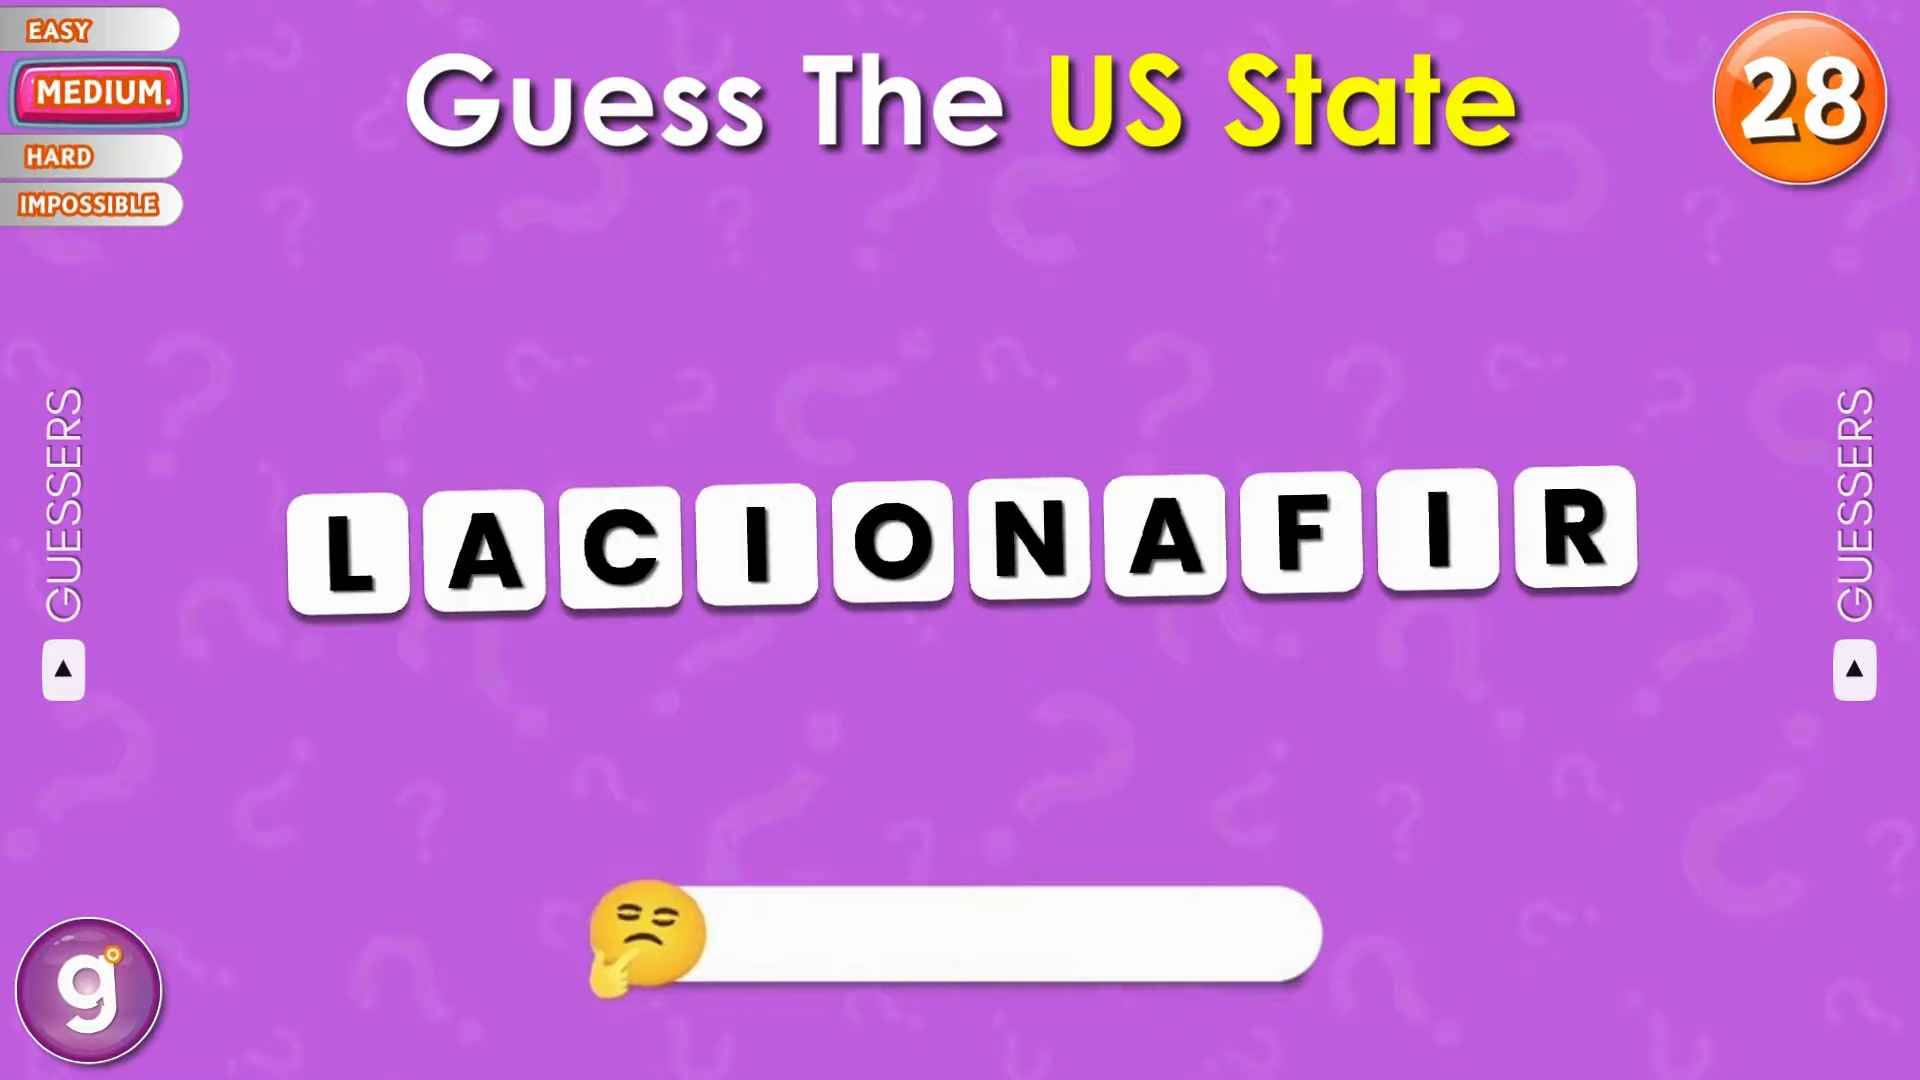 EASY
MEDIUM.
HARD
IMPOSSIBLE
Guess The US State
28
GUESSERS
LACIONAFIR
GUESSERS
g